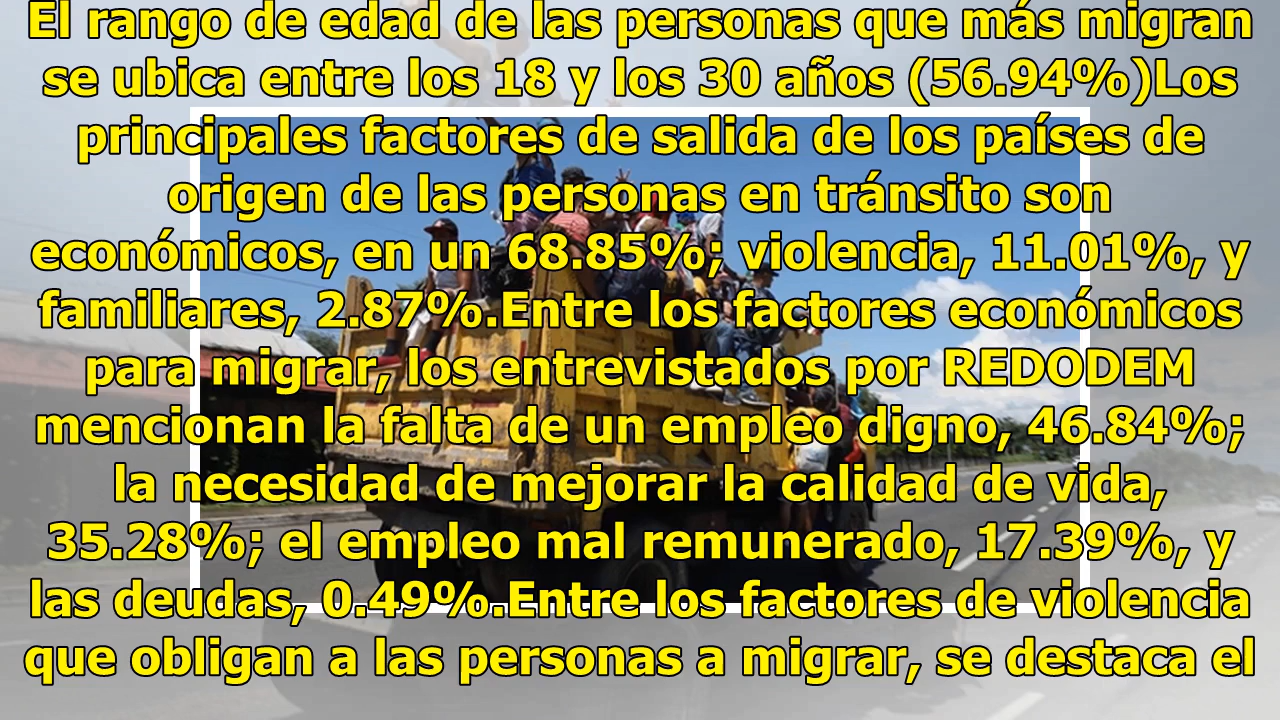 El rango de edad de las personas que más migran
se ubica entre los 18 y los 30 años (56.94%)Los
principales factores de salida de los países de
origen de las personas en tránsito son
económicos, en un 68.85%; violencia, 11.01%, y
familiares, 2.87%.Entre los factores económicos
para migrar, los entrevistados por REDODEM
mencionan la falta de un empleo digno, 46.84%;
la necesidad de mejorar la calidad de vida,
35.28%; el empleo mal remunerado, 17.39%, y
las deudas, 0.49%.Entre los factores de violencia
que obligan a las personas a migrar, se destaca el